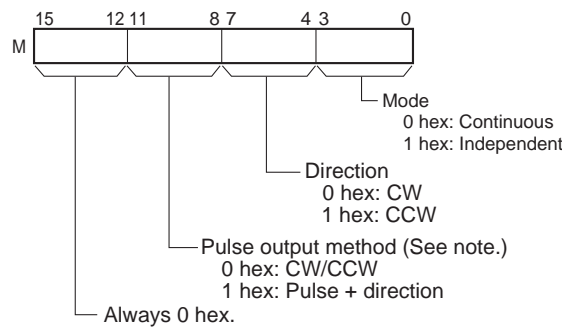 15 12 11 8 7 4 3 0
M
Mode
0 hex: Continuous
1 hex: Independent
Direction
0 hex: CW
1 hex: CCW
Pulse output method (See note.)
0 hex: CW/CCW
1 hex: Pulse + direction
Always 0 hex.